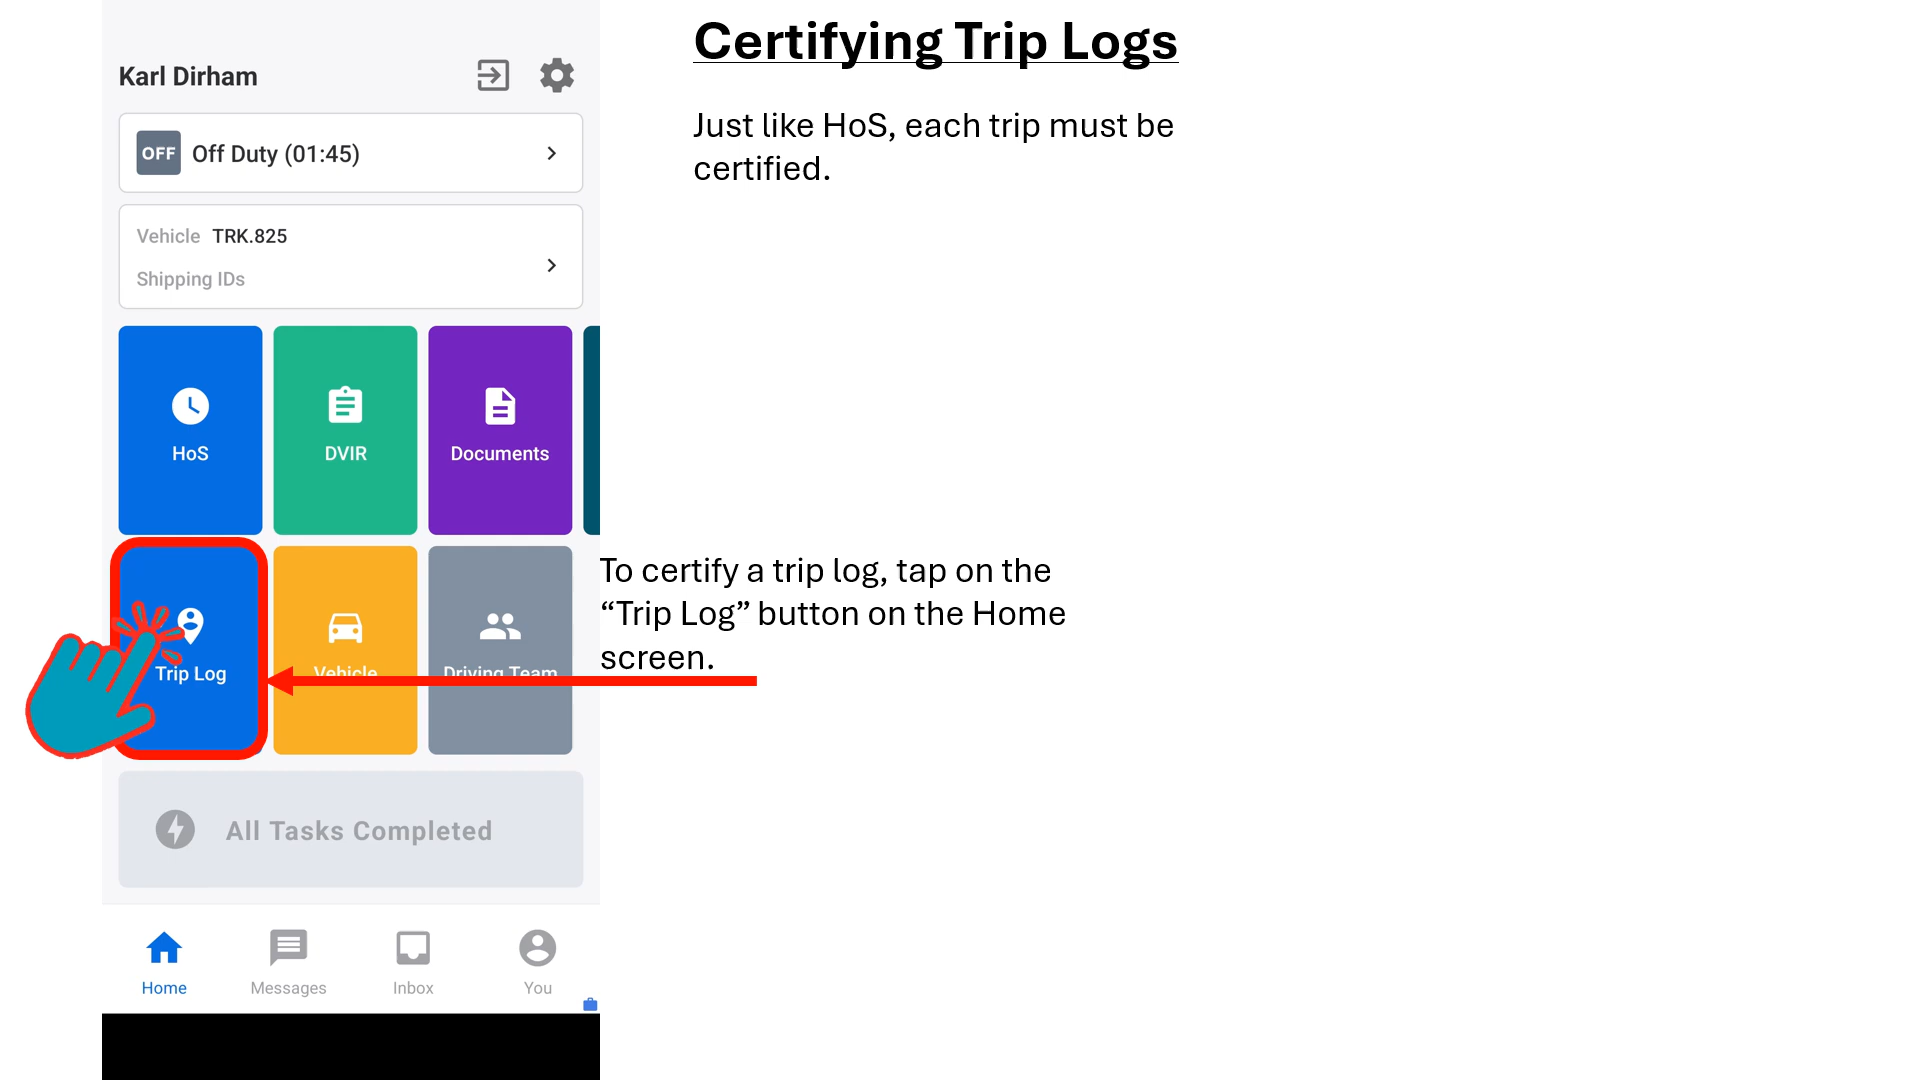 Certifying Trip Logs
Just like HoS, each trip must be
certified.
Karl Dirham
OFF Off Duty (01:45)
Vehicle TRK.825
Shipping IDs
HoS DVIR Documents
To certify a trip log, tap on the
“Trip Log” button on the Home
screen.
Trip Log Vehicle Driving Team
All Tasks Completed
Home Messages Inbox You